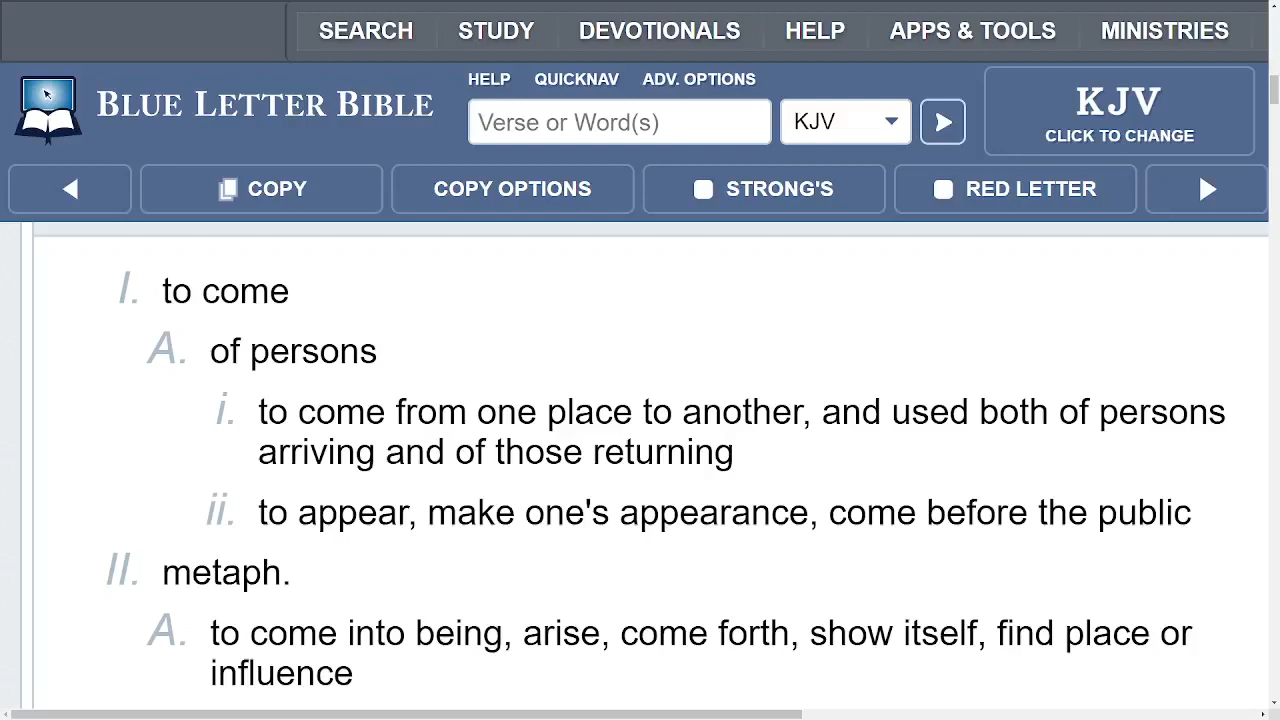 SEARCH STUDY DEVOTIONALS HELP APPS & TOOLS MINISTRIES
HELP QUICKNAV ADV. OPTIONS
BLUE LETTER BIBLE
Verse or Word(s) KJV
KJV
CLICK TO CHANGE
COPY COPY OPTIONS STRONG'S RED LETTER
I. to come
A. of persons
i. to come from one place to another, and used both of persons
arriving and of those returning
ii. to appear, make one's appearance, come before the public
II. metaph.
A. to come into being, arise, come forth, show itself, find place or
influence